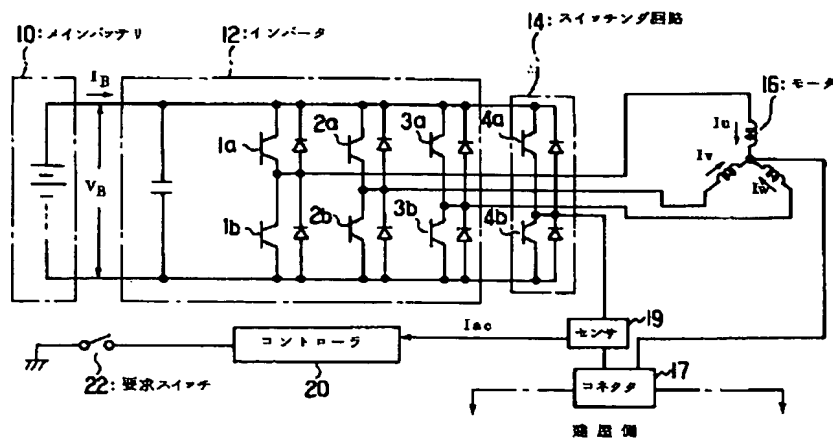 10:メインバッテリ
12:インバータ
14:スイッチング回路
16:モータ
I_B
V_B
1a
2a
3a
4a
1b
2b
3b
4b
Iu
Iv
Iw
センサ
19
Iac
コントローラ
20
22:要求スイッチ
コネクタ
17
建屋側